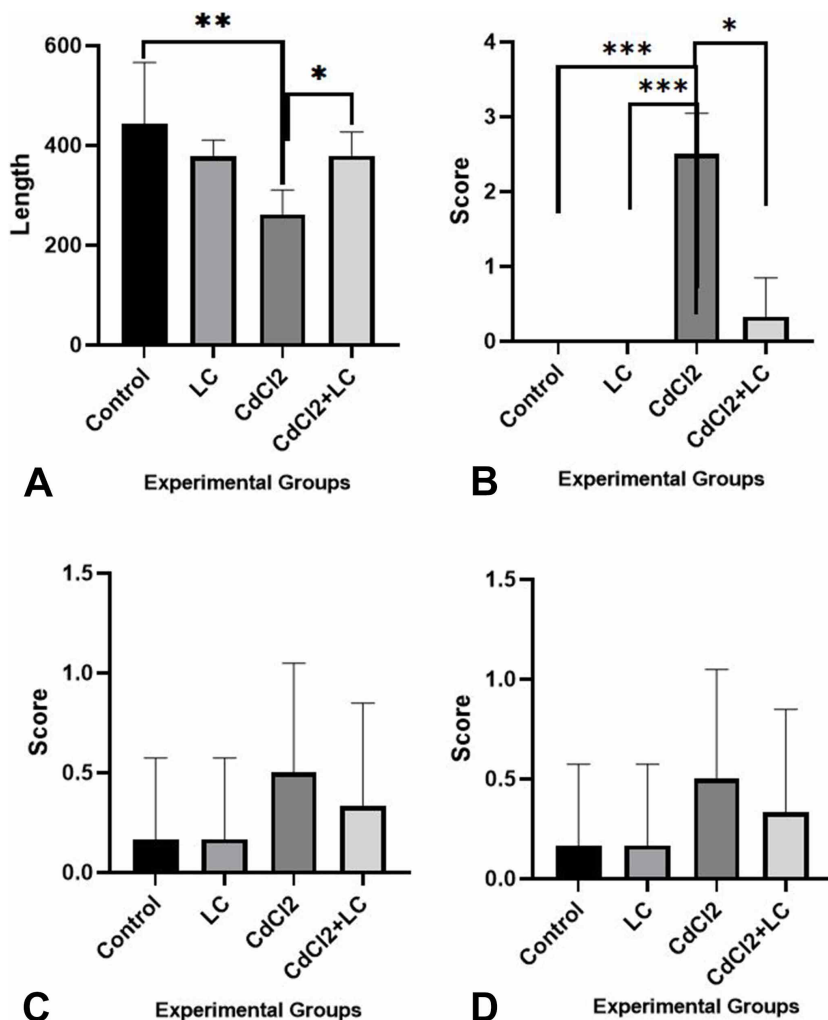 **
*
600
400
200
0
Length
Control
LC
CdCl2
CdCl2+LC
Experimental Groups
A
***
***
*
4
3
2
1
0
Score
Control
LC
CdCl2
CdCl2+LC
Experimental Groups
B
1.5
1.0
0.5
0.0
Score
Control
LC
CdCl2
CdCl2+LC
Experimental Groups
C
1.5
1.0
0.5
0.0
Score
Control
LC
CdCl2
CdCl2+LC
Experimental Groups
D